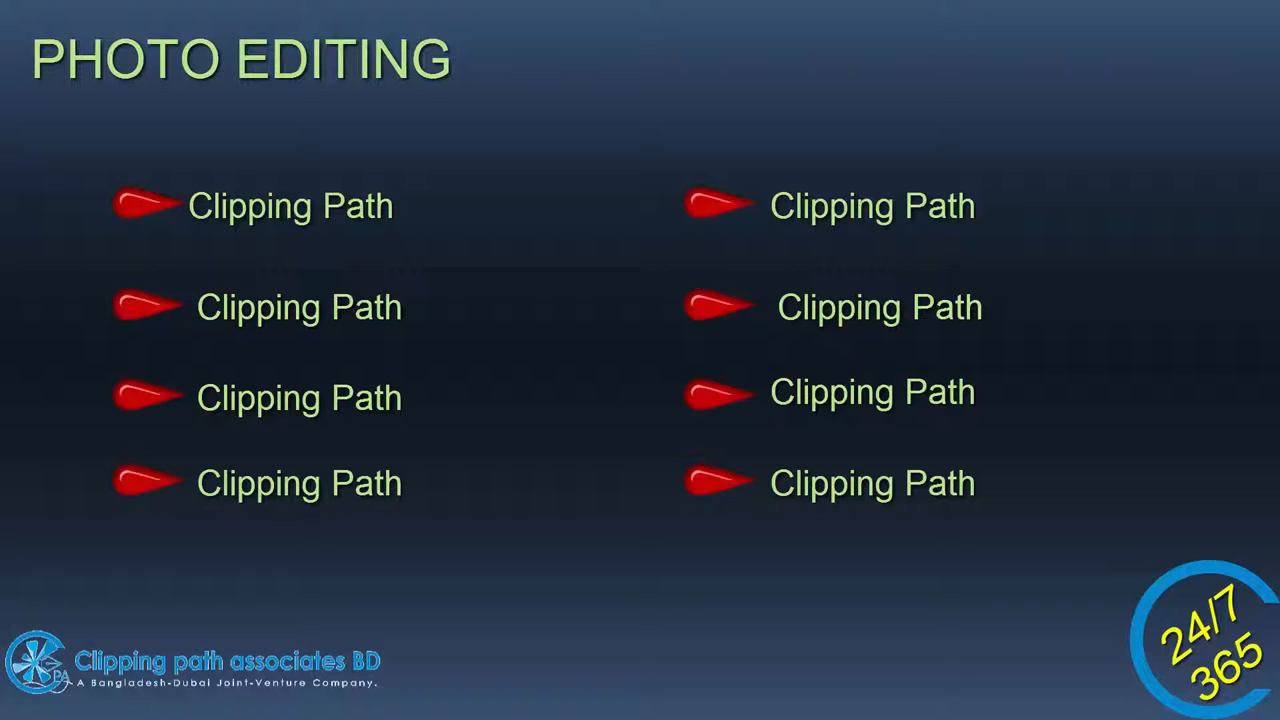 PHOTO EDITING
Clipping Path
Clipping Path
Clipping Path
Clipping Path
Clipping Path
Clipping Path
Clipping Path
Clipping Path
PA
Clipping path associates BD
A Bangladesh-Dubai Joint-Venture Company.
24/7
365